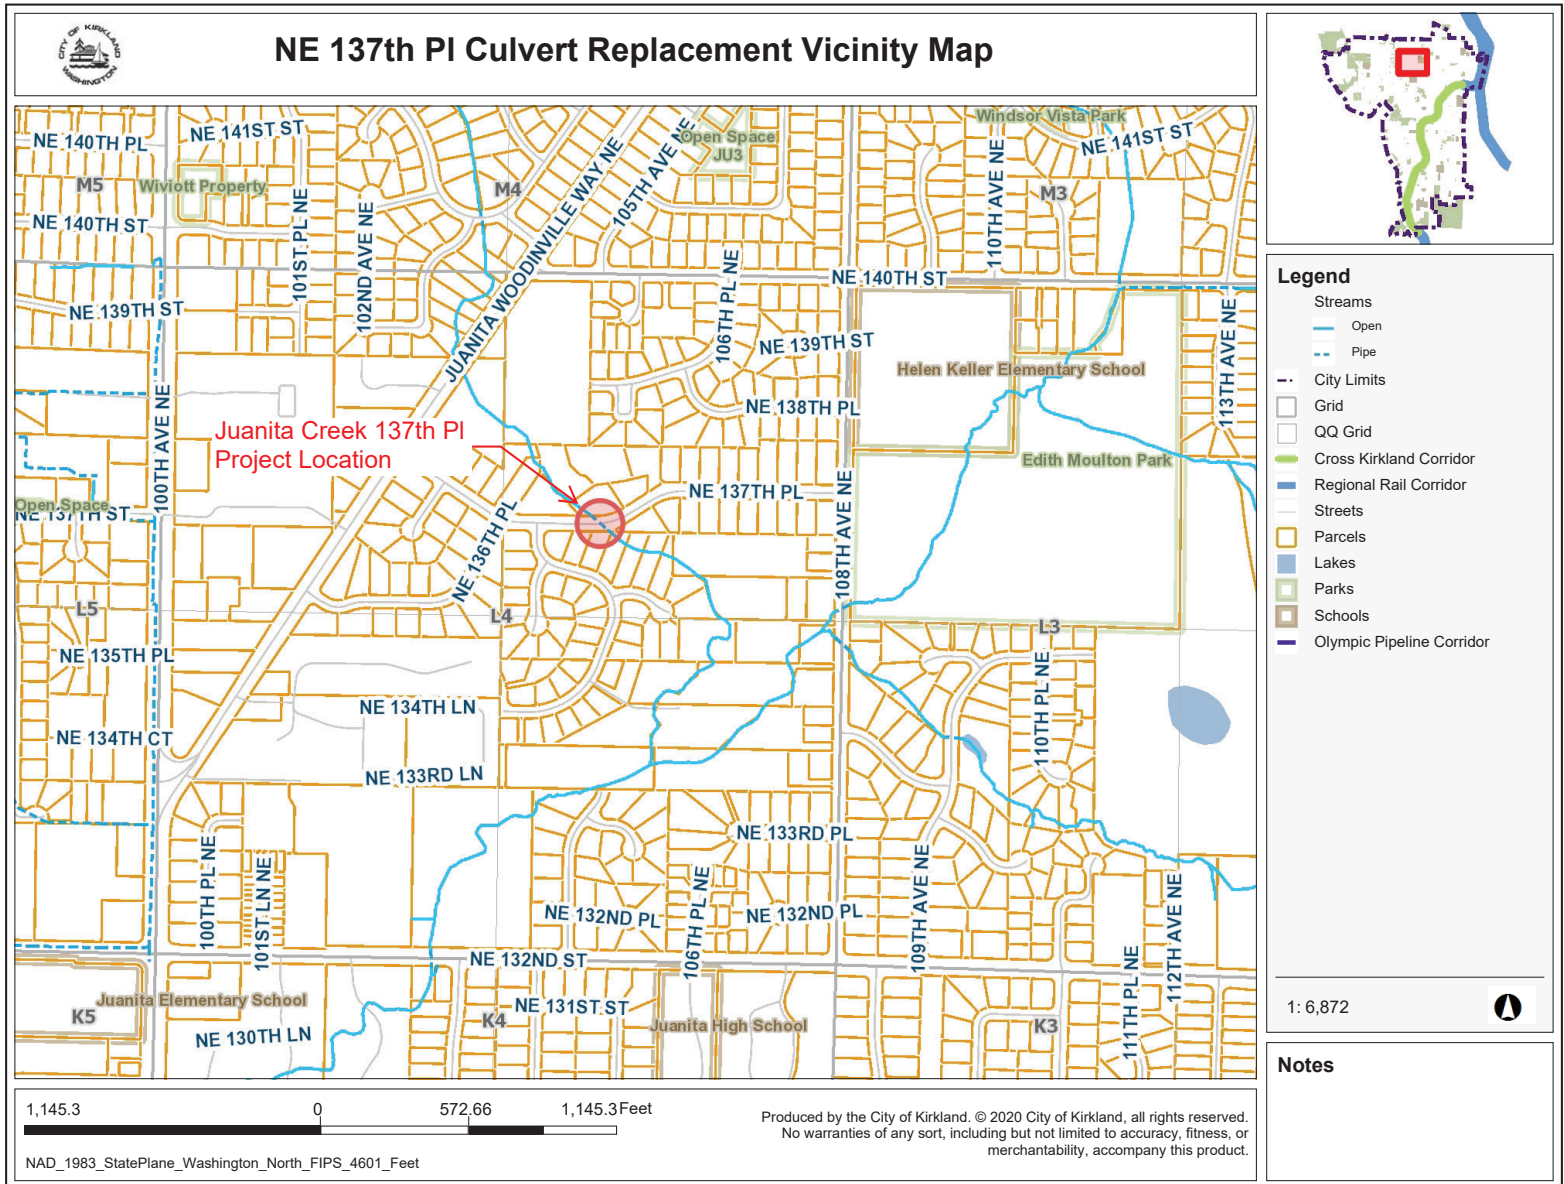 CITY OF KIRKLAND
WASHINGTON
NE 137th Pl Culvert Replacement Vicinity Map
NE 140TH PL
NE 141ST ST
M5
Wiviott Property
NE 140TH ST
101ST PL NE
102ND AVE NE
NE 139TH ST
M4
JUANITA WOODINVILLE WAY NE
105TH AVE NE
Open Space
JU3
Windsor Vista Park
NE 141ST ST
110TH AVE NE
M3
NE 140TH ST
106TH PL NE
NE 139TH ST
Helen Keller Elementary School
113TH AVE NE
NE 138TH PL
100TH AVE NE
Juanita Creek 137th Pl
Project Location
Edith Moulton Park
Open Space
NE 137TH ST
NE 137TH PL
NE 136TH PL
108TH AVE NE
L5
L4
L3
NE 135TH PL
NE 134TH LN
110TH PL NE
NE 134TH CT
NE 133RD LN
NE 133RD PL
100TH PL NE
101ST LN NE
NE 132ND PL
106TH PL NE
NE 132ND PL
109TH AVE NE
112TH AVE NE
NE 132ND ST
111TH PL NE
Juanita Elementary School
K5
NE 130TH LN
K4
NE 131ST ST
Juanita High School
K3
Legend
Streams
Open
Pipe
City Limits
Grid
QQ Grid
Cross Kirkland Corridor
Regional Rail Corridor
Streets
Parcels
Lakes
Parks
Schools
Olympic Pipeline Corridor
1: 6,872
Notes
1,145.3 0 572.66 1,145.3 Feet
NAD_1983_StatePlane_Washington_North_FIPS_4601_Feet
Produced by the City of Kirkland. © 2020 City of Kirkland, all rights reserved.
No warranties of any sort, including but not limited to accuracy, fitness, or
merchantability, accompany this product.